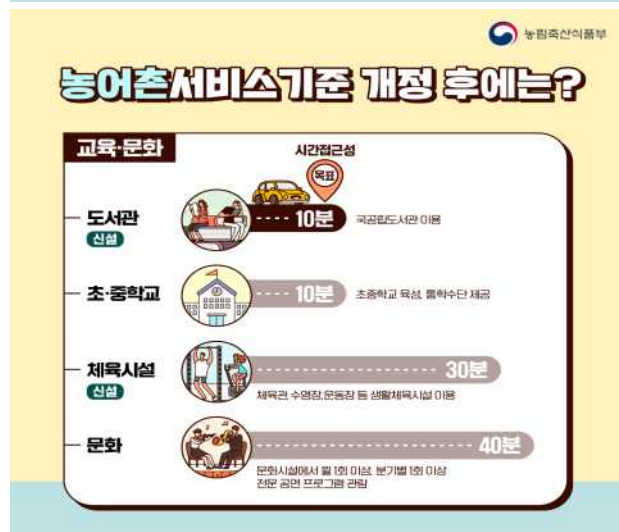 농림축산식품부
농어촌서비스기준 개정 후에는?
교육·문화
시간접근성
목표
도서관
신설
10분
국공립도서관 이용
초·중학교
10분
초중학교 육성, 통학수단 제공
체육시설
신설
30분
체육관, 수영장, 운동장 등 생활체육시설 이용
문화
40분
문화시설에서 월 1회 이상, 분기별 1회 이상
전문 공연 프로그램 관람